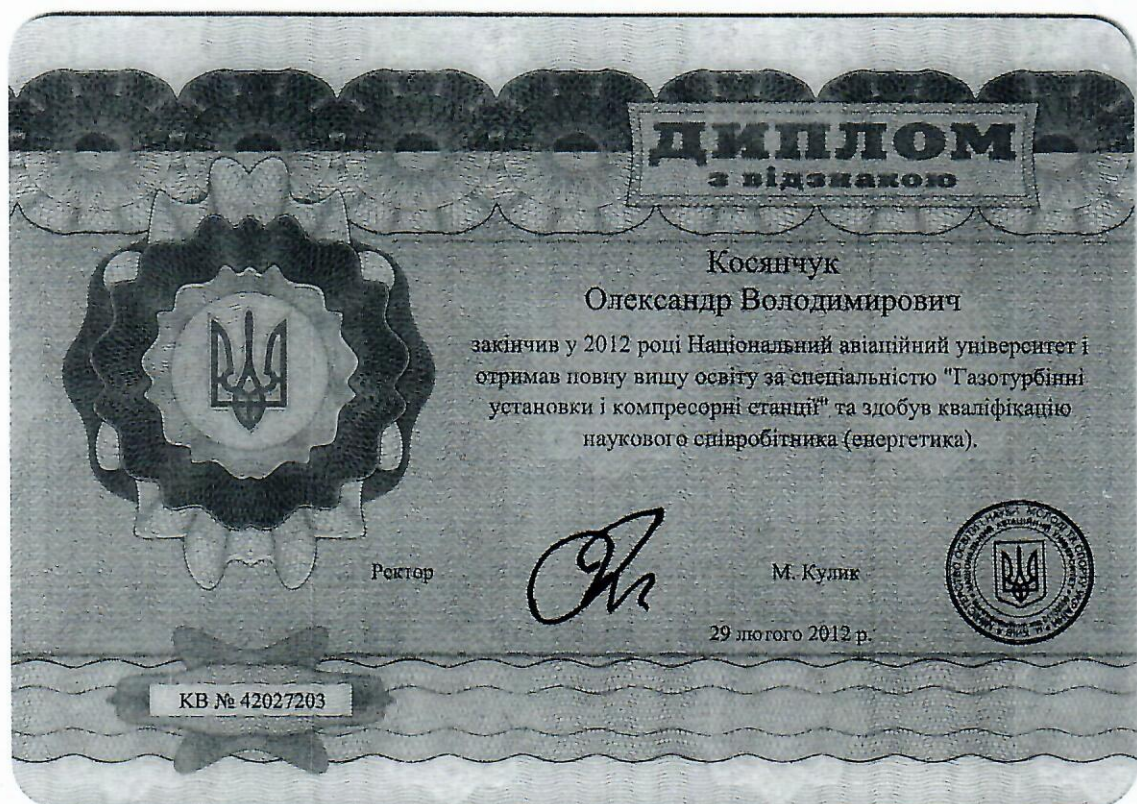 ДИПЛОМ
з відзнакою
Косянчук
Олександр Володимирович
закінчив у 2012 році Національний авіаційний університет і
отримав повну вищу освіту за спеціальністю "Газотурбінні
установки і компресорні станції" та здобув кваліфікацію
наукового співробітника (енергетика).
Ректор
М. Кулик
29 лютого 2012 р.
КВ № 42027203